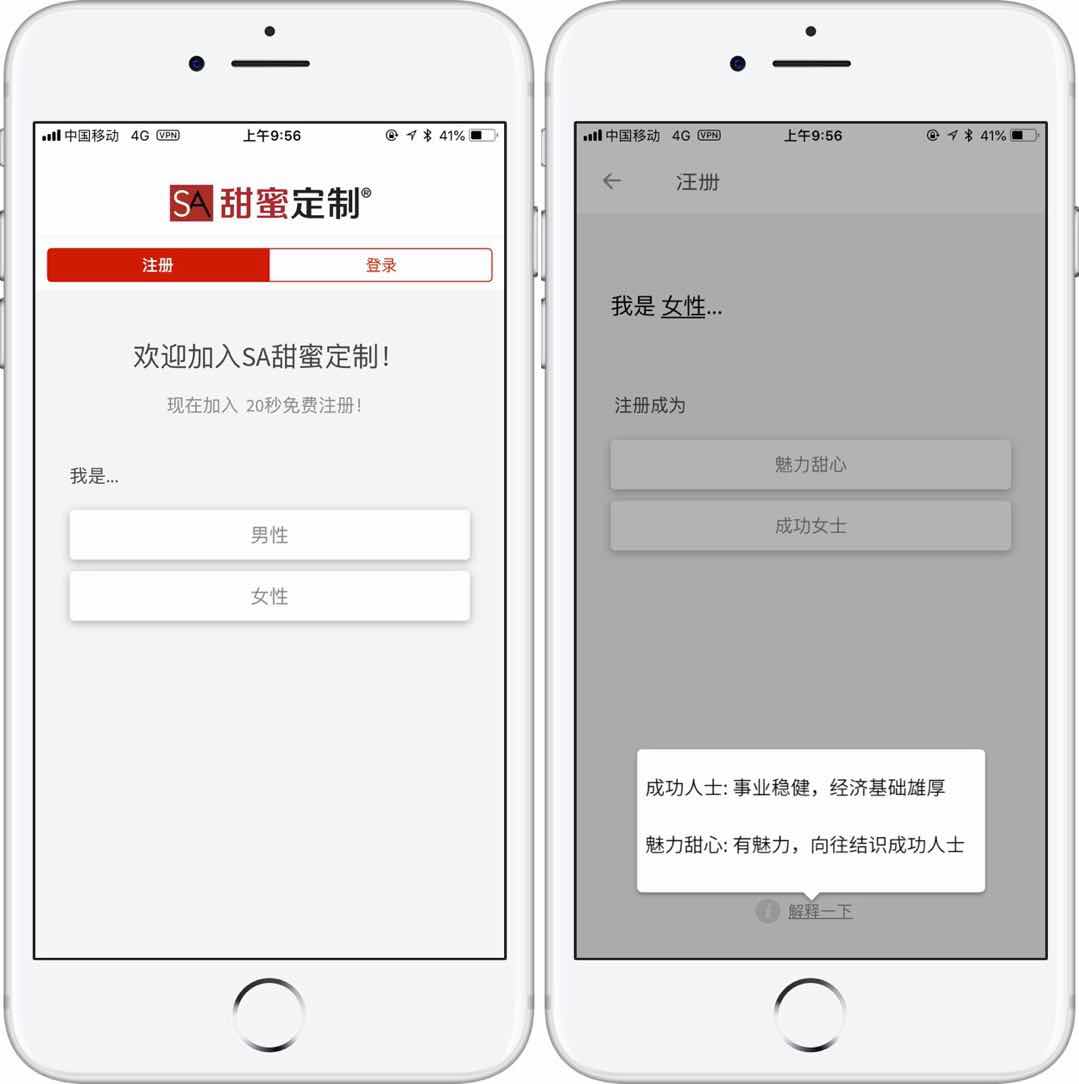 中国移动 4G VPN 上午9:56 41%
SA 甜蜜定制®
注册 登录
欢迎加入SA甜蜜定制!
现在加入 20秒免费注册!
我是...
男性
女性
中国移动 4G VPN 上午9:56 41%
注册
我是 女性...
注册成为
魅力甜心
成功女士
成功人士: 事业稳健，经济基础雄厚
魅力甜心: 有魅力，向往结识成功人士
i 解释一下